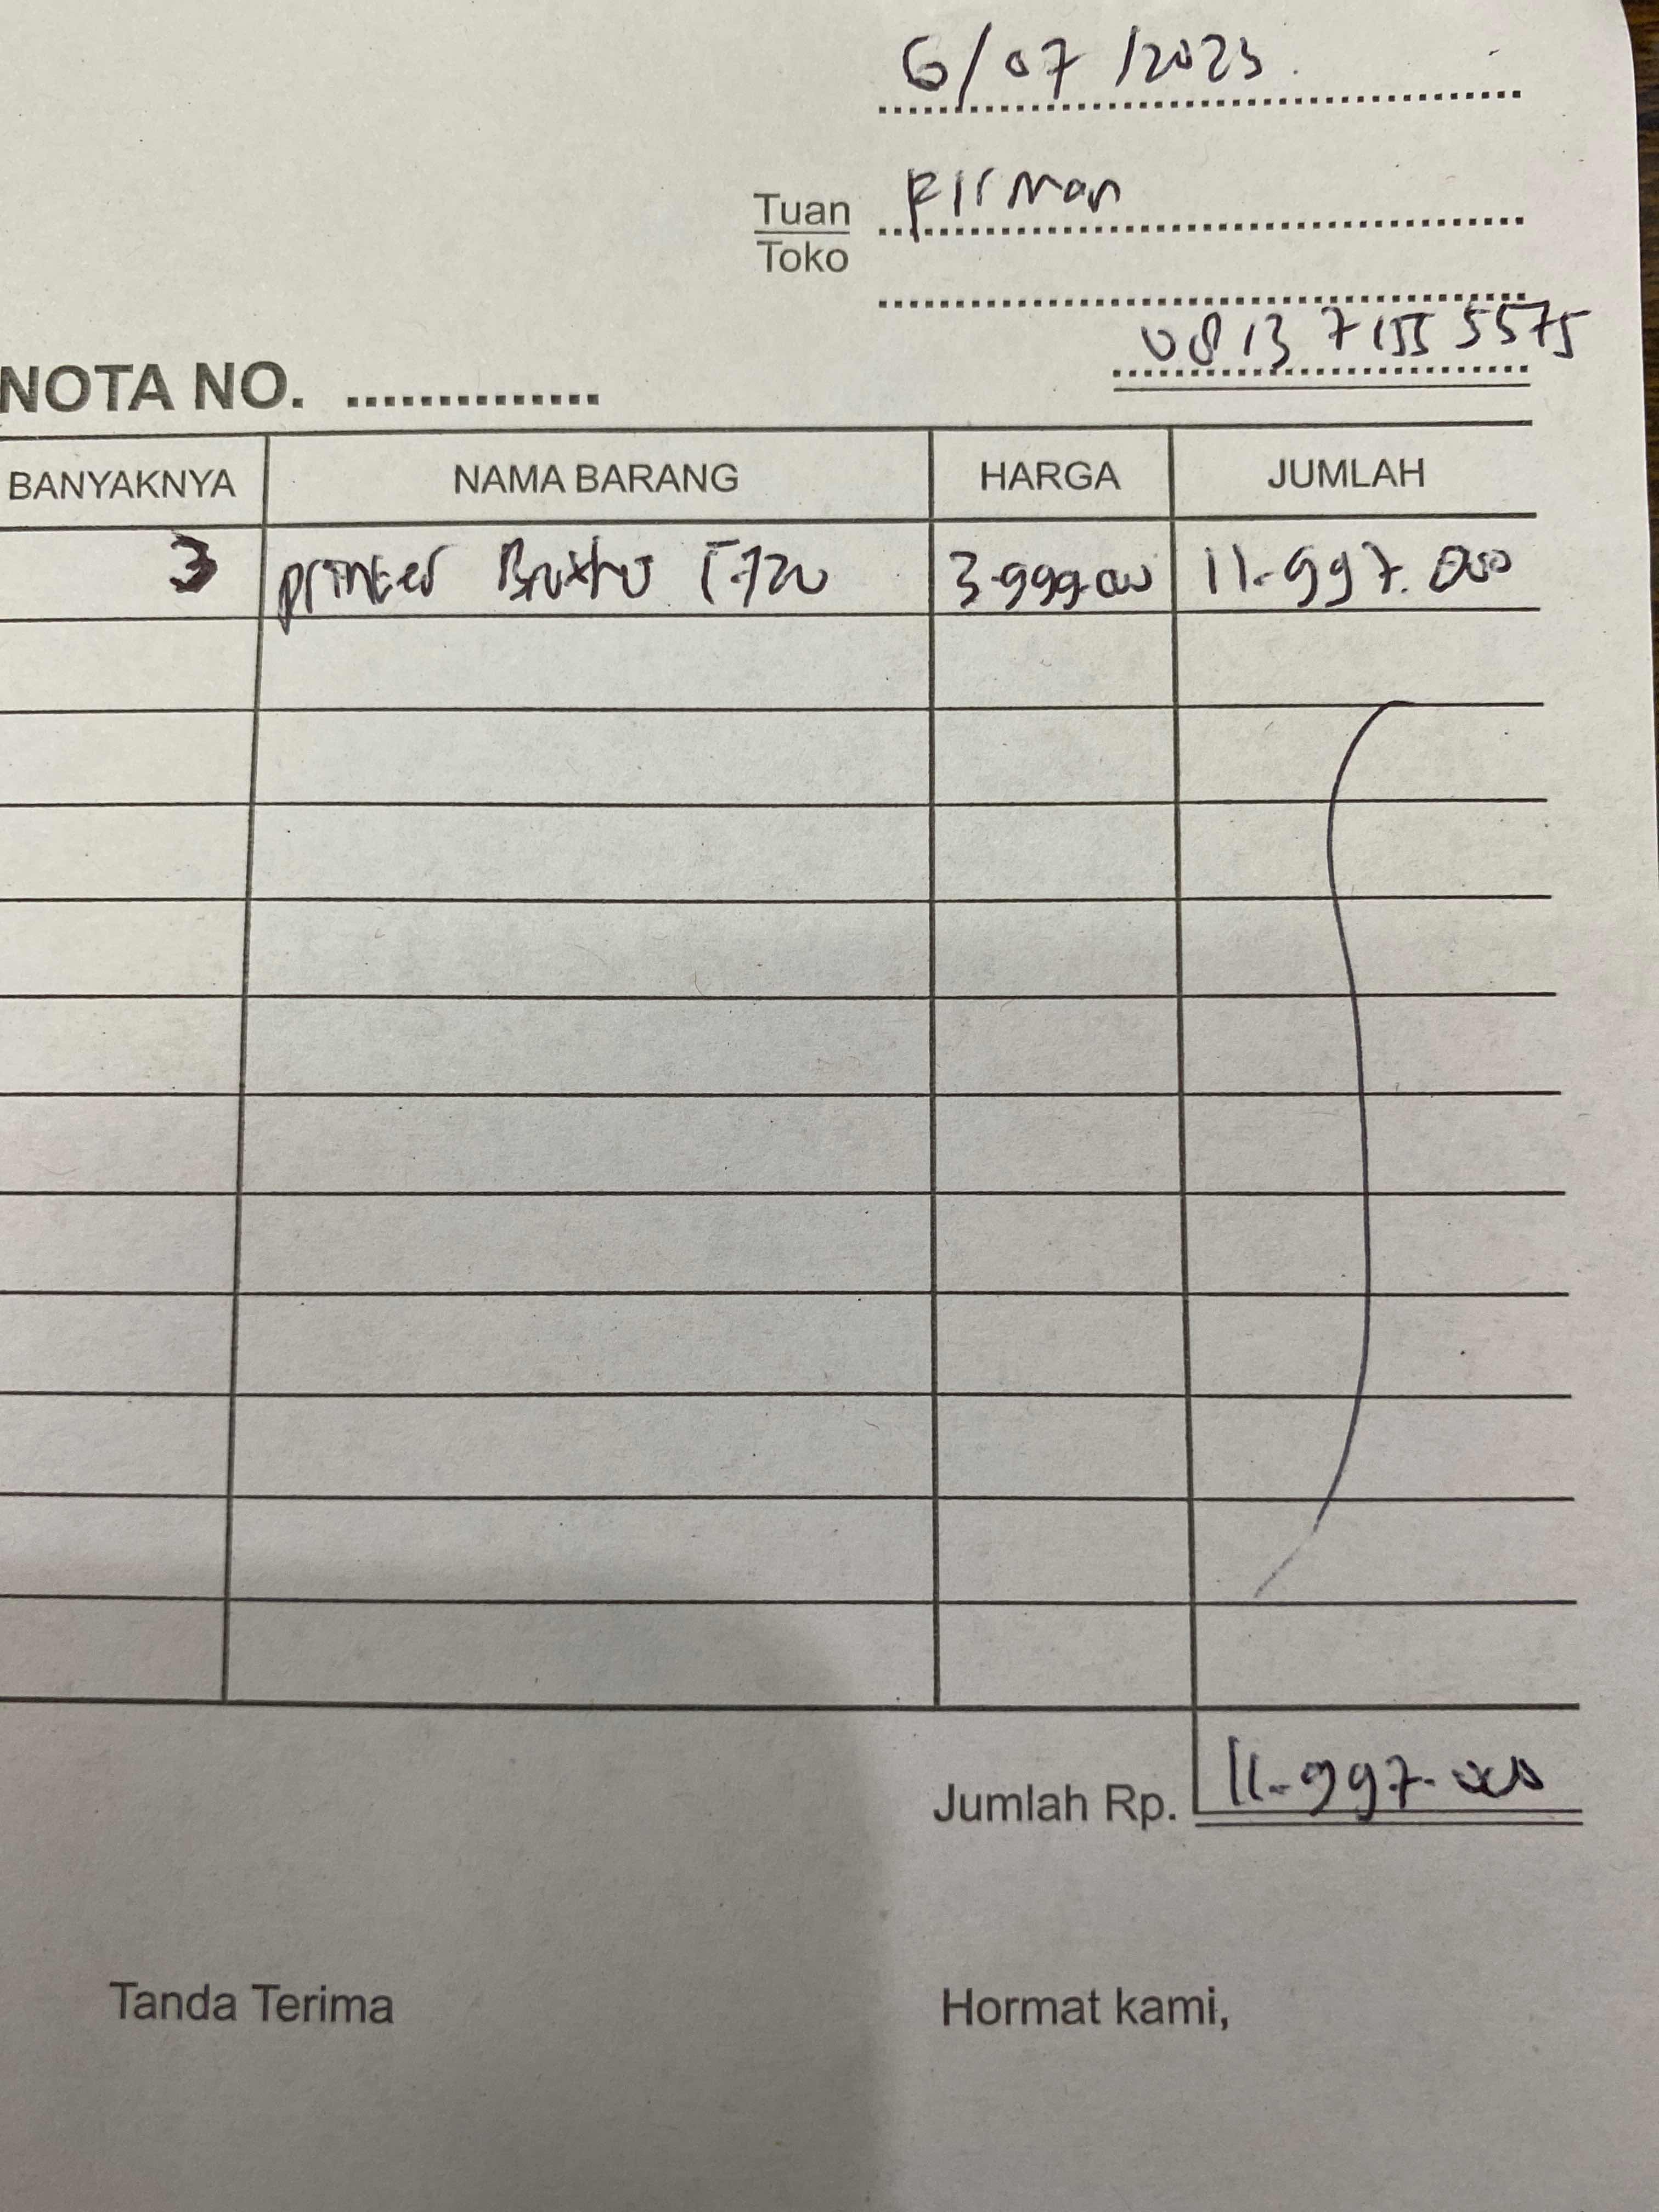 6/07/2023
Tuan Firman
Toko
0813 7155 5575
NOTA NO. ..............
BANYAKNYA NAMA BARANG HARGA JUMLAH
3 printer T720 3.999.000 11.997.000
Jumlah Rp. 11.997.000
Tanda Terima Hormat kami,